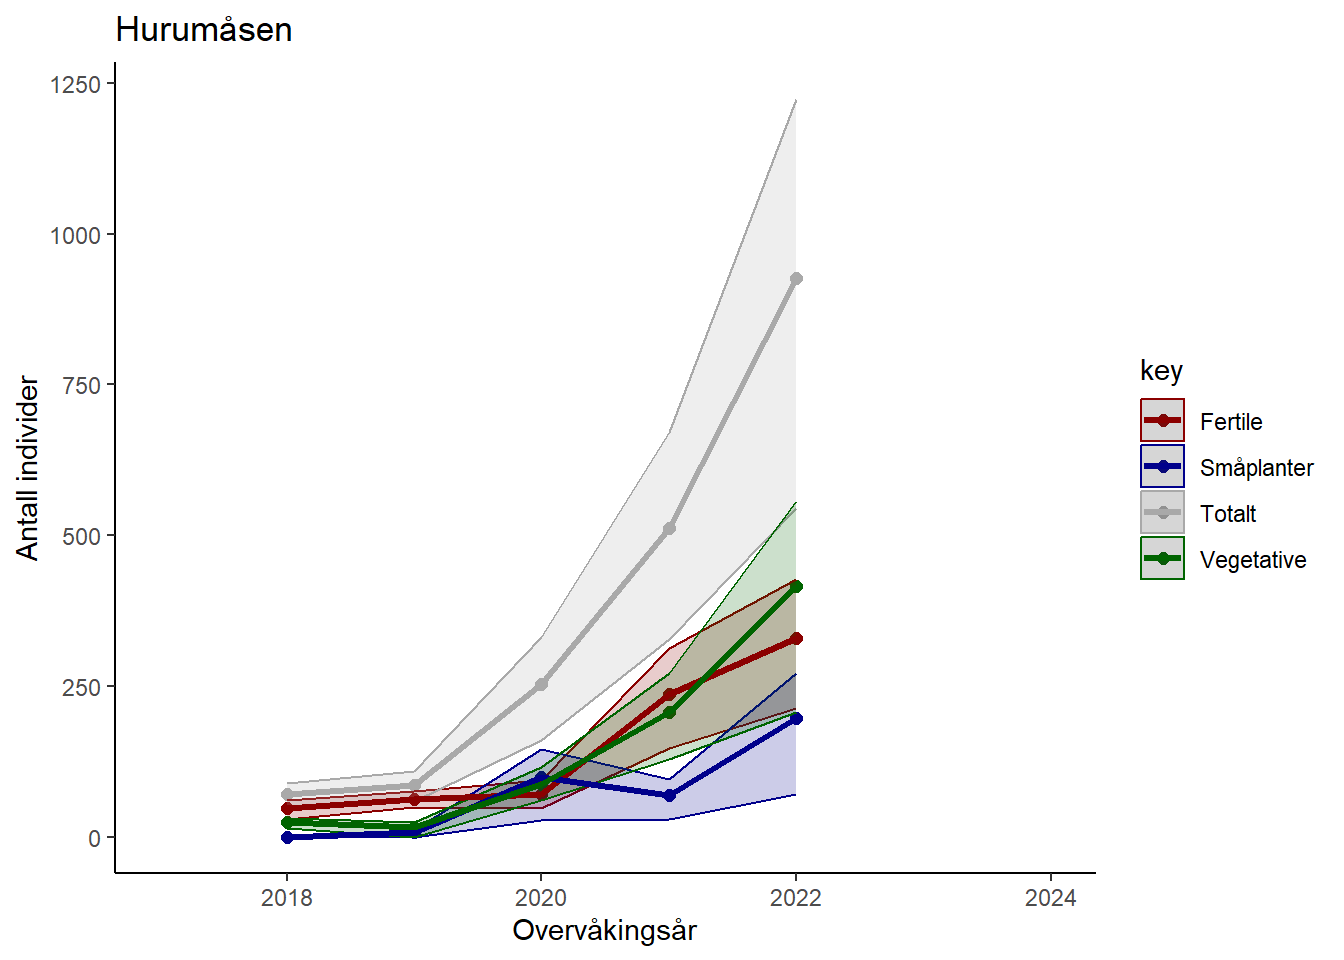 Hurumåsen
1250
1000
750
500
250
0
Antall individer
2018
2020
2022
2024
Overvåkingsår
key
Fertile
Småplanter
Totalt
Vegetative